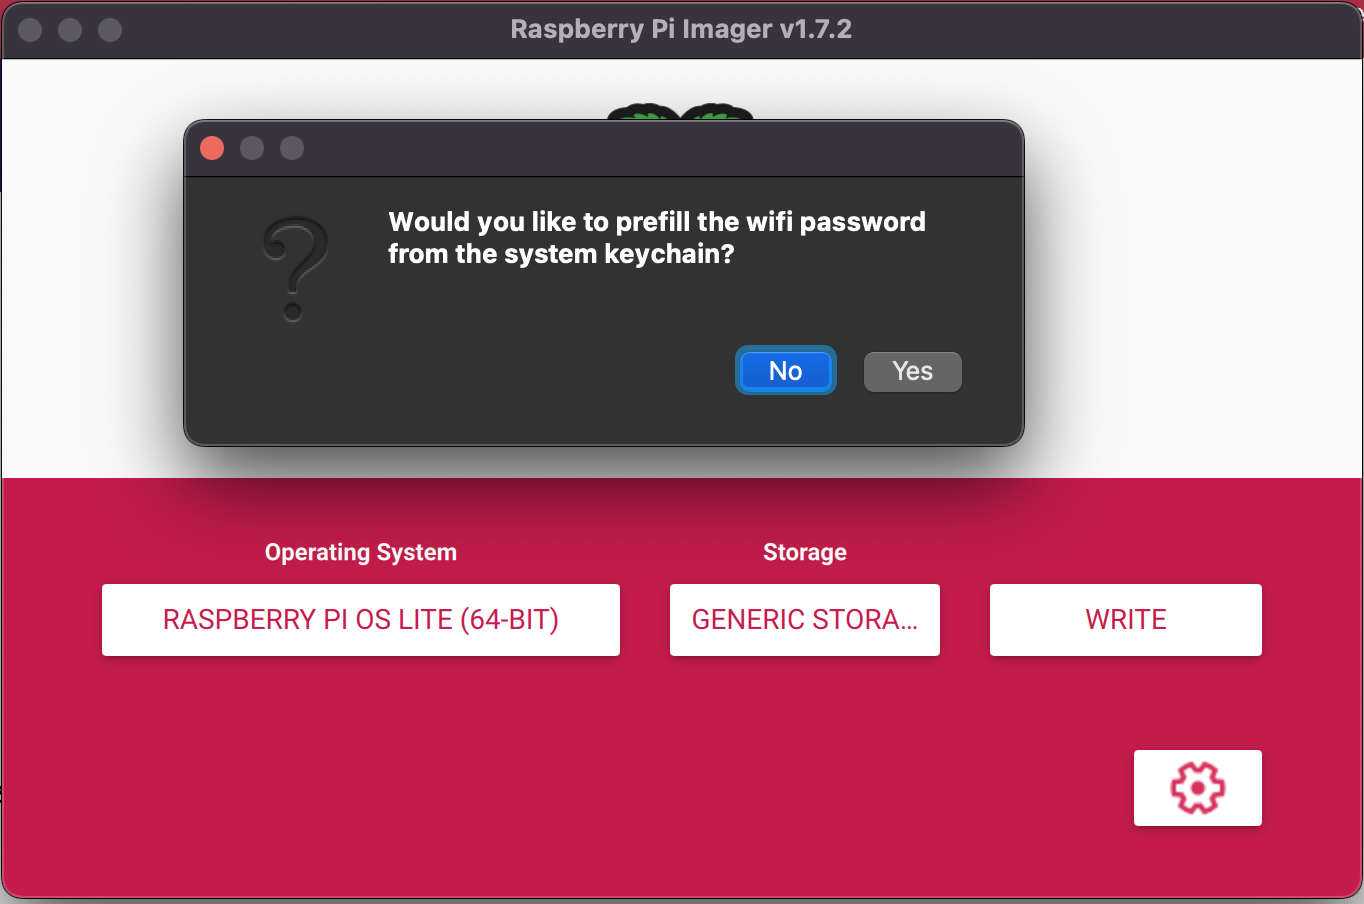 Raspberry Pi Imager v1.7.2
Would you like to prefill the wifi password
from the system keychain?
No
Yes
Operating System
Storage
RASPBERRY PI OS LITE (64-BIT)
GENERIC STORA...
WRITE